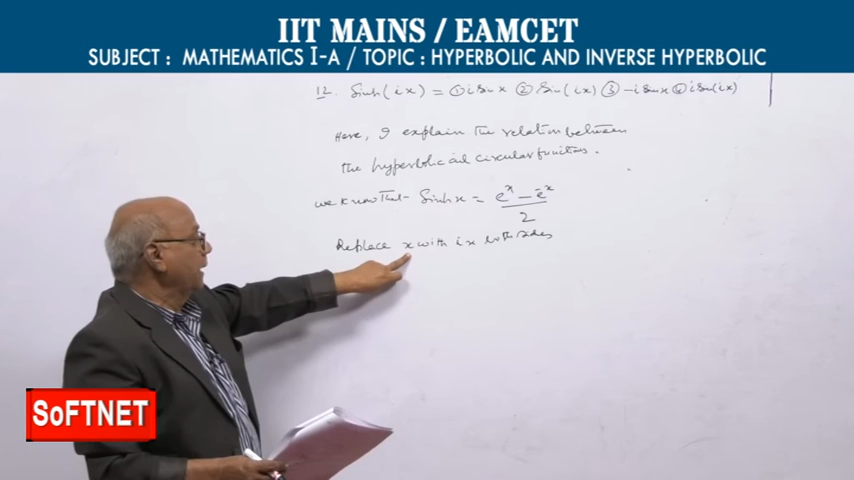 IIT MAINS / EAMCET
SUBJECT : MATHEMATICS I-A / TOPIC : HYPERBOLIC AND INVERSE HYPERBOLIC
12. Sinh(ix) = ① i sin x ② Sin(ix) ③ -i sin x ④ i sin(ix)
Here, I explain the relation between
the hyperbolic and circular functions.
we know that Sinhx = e^x - e^-x / 2
Replace x with ix both sides
SoFTNET